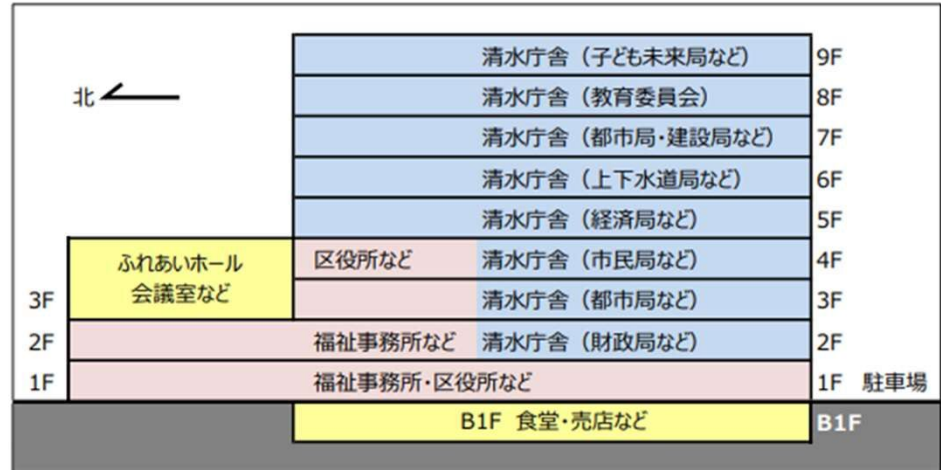 清水庁舎（子ども未来局など） 9F
北 清水庁舎（教育委員会） 8F
清水庁舎（都市局・建設局など） 7F
清水庁舎（上下水道局など） 6F
清水庁舎（経済局など） 5F
ふれあいホール
会議室など
区役所など 清水庁舎（市民局など） 4F
3F 清水庁舎（都市局など） 3F
2F 福祉事務所など 清水庁舎（財政局など） 2F
1F 福祉事務所・区役所など 1F 駐車場
B1F 食堂・売店など B1F